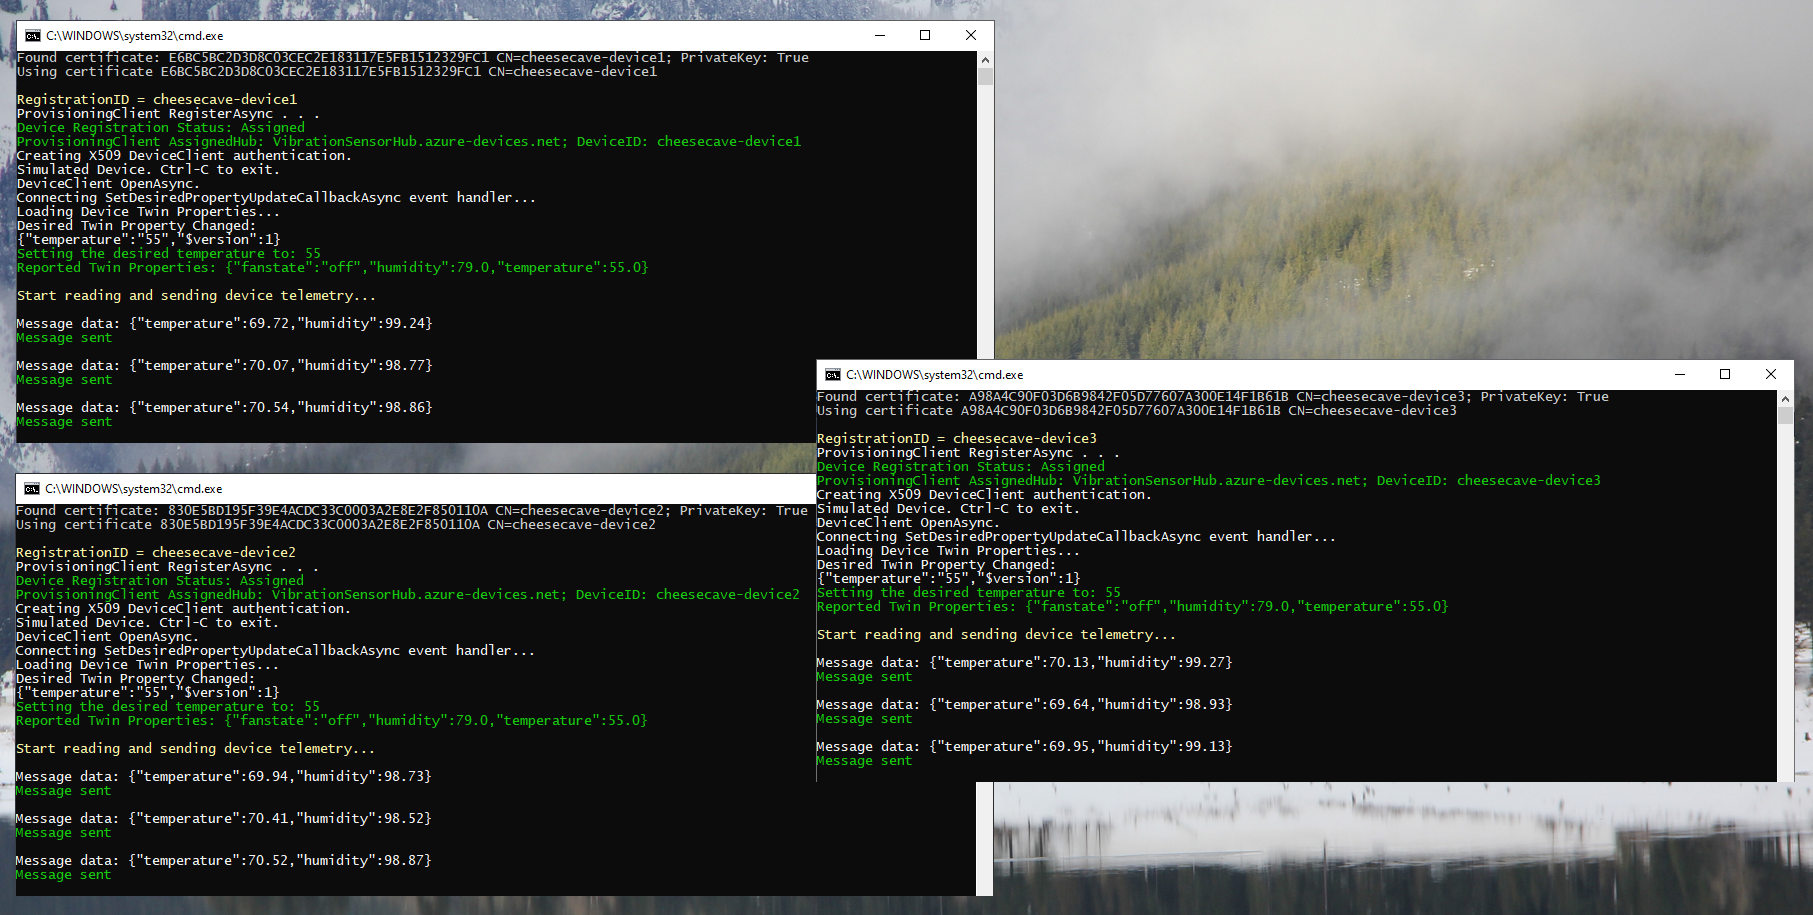 C:\WINDOWS\system32\cmd.exe
Found certificate: E6BC5BC2D3D8C03CEC2E183117E5FB1512329FC1 CN=cheesecave-device1; PrivateKey: True
Using certificate E6BC5BC2D3D8C03CEC2E183117E5FB1512329FC1 CN=cheesecave-device1
RegistrationID = cheesecave-device1
ProvisioningClient RegisterAsync . . .
Device Registration Status: Assigned
ProvisioningClient AssignedHub: VibrationSensorHub.azure-devices.net; DeviceID: cheesecave-device1
Creating X509 DeviceClient authentication.
Simulated Device. Ctrl-C to exit.
DeviceClient OpenAsync.
Connecting SetDesiredPropertyUpdateCallbackAsync event handler...
Loading Device Twin Properties...
Desired Twin Property Changed:
{"temperature":"55","$version":1}
Setting the desired temperature to: 55
Reported Twin Properties: {"fanstate":"off","humidity":79.0,"temperature":55.0}
Start reading and sending device telemetry...
Message data: {"temperature":69.72,"humidity":99.24}
Message sent
Message data: {"temperature":70.07,"humidity":98.77}
Message sent
Message data: {"temperature":70.54,"humidity":98.86}
Message sent
C:\WINDOWS\system32\cmd.exe
Found certificate: 830E5BD195F39E4ACDC33C0003A2E8E2F850110A CN=cheesecave-device2; PrivateKey: True
Using certificate 830E5BD195F39E4ACDC33C0003A2E8E2F850110A CN=cheesecave-device2
RegistrationID = cheesecave-device2
ProvisioningClient RegisterAsync . . .
Device Registration Status: Assigned
ProvisioningClient AssignedHub: VibrationSensorHub.azure-devices.net; DeviceID: cheesecave-device2
Creating X509 DeviceClient authentication.
Simulated Device. Ctrl-C to exit.
DeviceClient OpenAsync.
Connecting SetDesiredPropertyUpdateCallbackAsync event handler...
Loading Device Twin Properties...
Desired Twin Property Changed:
{"temperature":"55","$version":1}
Setting the desired temperature to: 55
Reported Twin Properties: {"fanstate":"off","humidity":79.0,"temperature":55.0}
Start reading and sending device telemetry...
Message data: {"temperature":69.94,"humidity":98.73}
Message sent
Message data: {"temperature":70.41,"humidity":98.52}
Message sent
Message data: {"temperature":70.52,"humidity":98.87}
Message sent
C:\WINDOWS\system32\cmd.exe
Found certificate: A98A4C90F03D6B9842F05D77607A300E14F1B61B CN=cheesecave-device3; PrivateKey: True
Using certificate A98A4C90F03D6B9842F05D77607A300E14F1B61B CN=cheesecave-device3
RegistrationID = cheesecave-device3
ProvisioningClient RegisterAsync . . .
Device Registration Status: Assigned
ProvisioningClient AssignedHub: VibrationSensorHub.azure-devices.net; DeviceID: cheesecave-device3
Creating X509 DeviceClient authentication.
Simulated Device. Ctrl-C to exit.
DeviceClient OpenAsync.
Connecting SetDesiredPropertyUpdateCallbackAsync event handler...
Loading Device Twin Properties...
Desired Twin Property Changed:
{"temperature":"55","$version":1}
Setting the desired temperature to: 55
Reported Twin Properties: {"fanstate":"off","humidity":79.0,"temperature":55.0}
Start reading and sending device telemetry...
Message data: {"temperature":70.13,"humidity":99.27}
Message sent
Message data: {"temperature":69.64,"humidity":98.93}
Message sent
Message data: {"temperature":69.95,"humidity":99.13}
Message sent